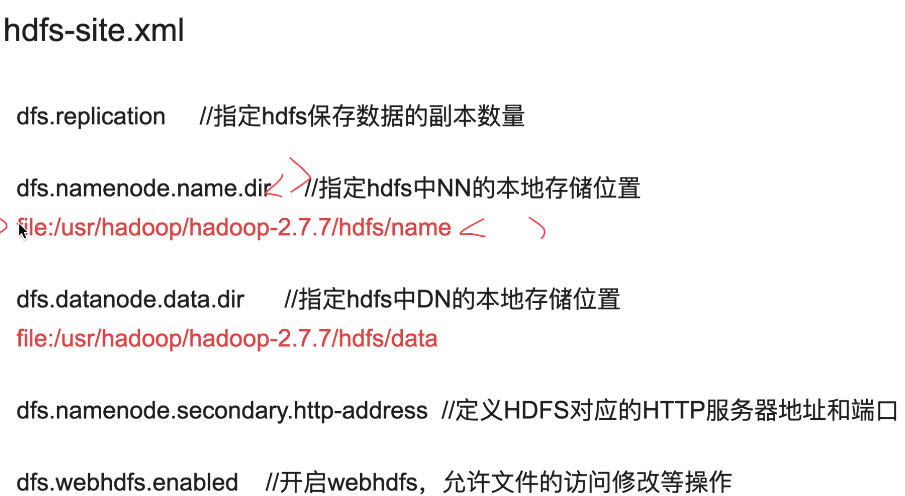 hdfs-site.xml
dfs.replication //指定hdfs保存数据的副本数量
dfs.namenode.name.dir //指定hdfs中NN的本地存储位置
file:/usr/hadoop/hadoop-2.7.7/hdfs/name
dfs.datanode.data.dir //指定hdfs中DN的本地存储位置
file:/usr/hadoop/hadoop-2.7.7/hdfs/data
dfs.namenode.secondary.http-address //定义HDFS对应的HTTP服务器地址和端口
dfs.webhdfs.enabled //开启webhdfs，允许文件的访问修改等操作